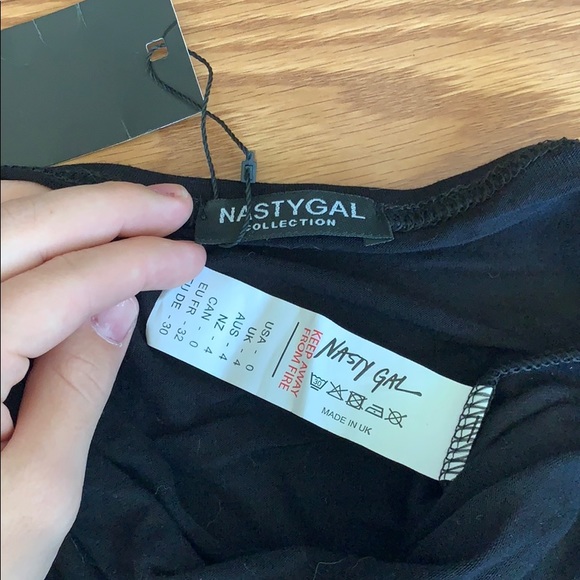 NASTYGAL
COLLECTION
USA - 0
UK - 4
AUS - 4
NZ - 4
CAN - 0
EU FR - 32
EU DE - 30
KEEP AWAY
FROM FIRE
NASTY GAL
MADE IN UK